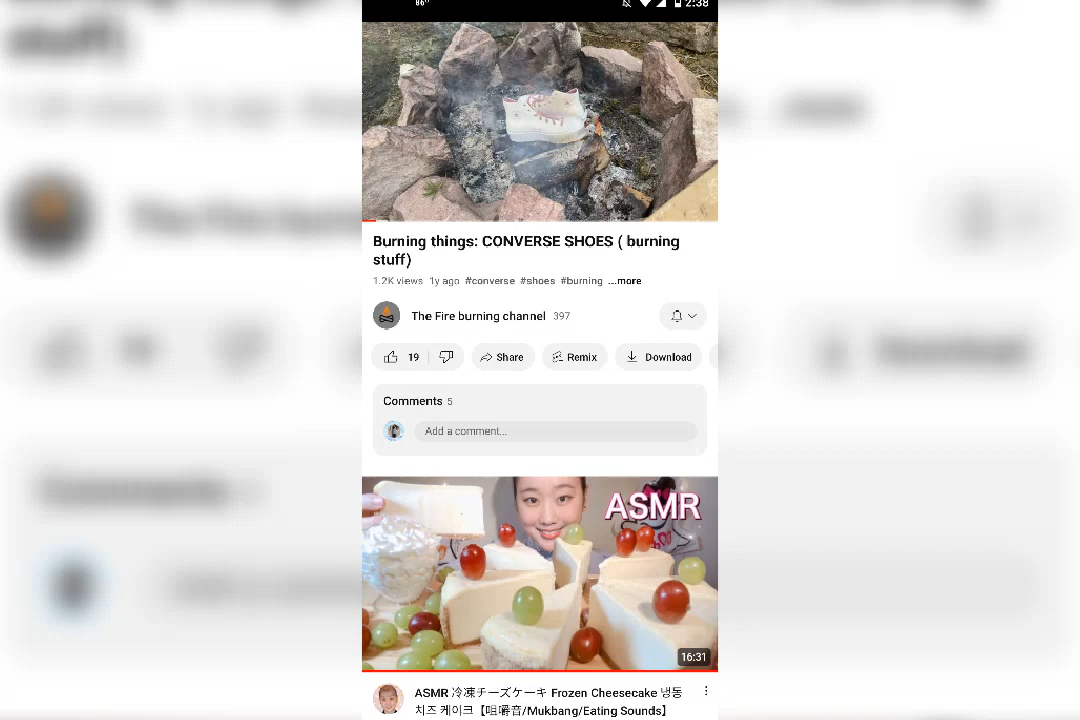 86°
2:38
Burning things: CONVERSE SHOES ( burning
stuff)
1.2K views 1y ago #converse #shoes #burning ...more
The Fire burning channel 397
19 Share Remix Download
Comments 5
Add a comment...
ASMR
16:31
ASMR 冷凍チーズケーキ Frozen Cheesecake 냉동
치즈 케이크【咀嚼音/Mukbang/Eating Sounds】